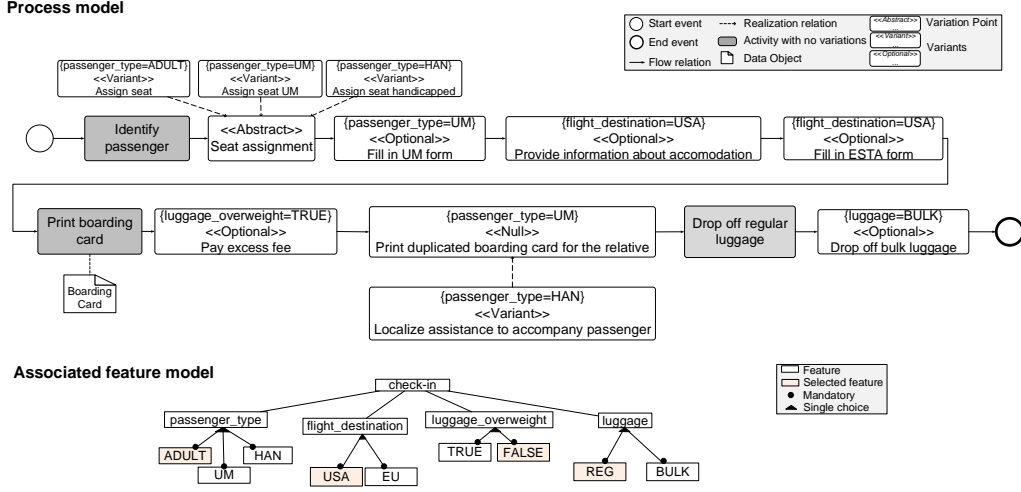 Process model
Start event
Realization relation
<<Abstract>>
...
Variation Point
End event
Activity with no variations
<<Variant>>
...
Variants
Flow relation
Data Object
<<Optional>>
...
{passenger_type=ADULT}
<<Variant>>
Assign seat
{passenger_type=UM}
<<Variant>>
Assign seat UM
{passenger_type=HAN}
<<Variant>>
Assign seat handicapped
Identify
passenger
<<Abstract>>
Seat assignment
{passenger_type=UM}
<<Optional>>
Fill in UM form
{flight_destination=USA}
<<Optional>>
Provide information about accomodation
{flight_destination=USA}
<<Optional>>
Fill in ESTA form
Print boarding
card
{luggage_overweight=TRUE}
<<Optional>>
Pay excess fee
{passenger_type=UM}
<<Null>>
Print duplicated boarding card for the relative
Drop off regular
luggage
{luggage=BULK}
<<Optional>>
Drop off bulk luggage
Boarding
Card
{passenger_type=HAN}
<<Variant>>
Localize assistance to accompany passenger
Associated feature model
Feature
Selected feature
Mandatory
Single choice
check-in
passenger_type
flight_destination
luggage_overweight
luggage
ADULT
UM
HAN
USA
EU
TRUE
FALSE
REG
BULK